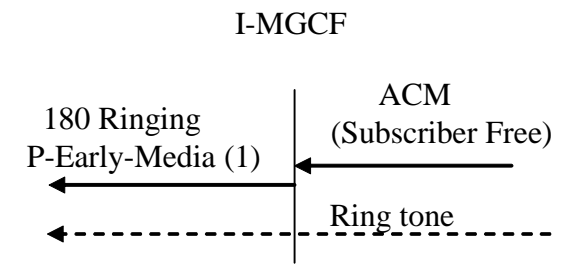 I-MGCF
ACM
180 Ringing
(Subscriber Free)
P-Early-Media (1)
Ring tone